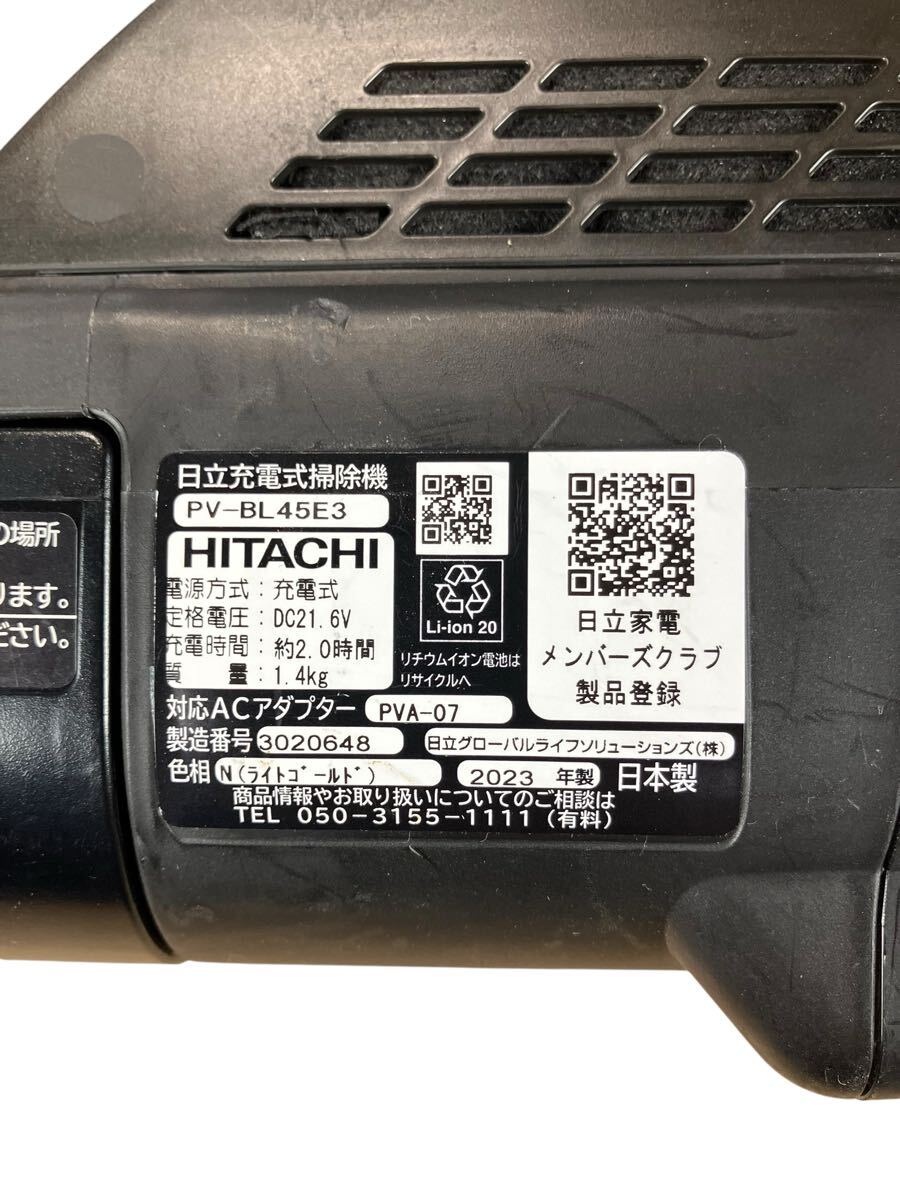 の場所
ります。
ださい。
日立充電式掃除機
PV-BL45E3
HITACHI
電源方式：充電式
定格電圧：DC21.6V
充電時間：約2.0時間
質　　量：1.4kg
Li-ion 20
リチウムイオン電池は
リサイクルへ
日立家電
メンバーズクラブ
製品登録
対応ACアダプター PVA-07
製造番号 3020648 日立グローバルライフソリューションズ(株)
色相 N(ライトゴールド) 2023 年製 日本製
商品情報やお取り扱いについてのご相談は
TEL 050-3155-1111(有料)